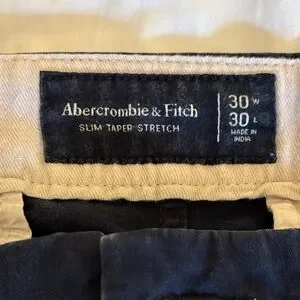 Abercrombie & Fitch
SLIM TAPER STRETCH
30 W
30 L
MADE IN
INDIA